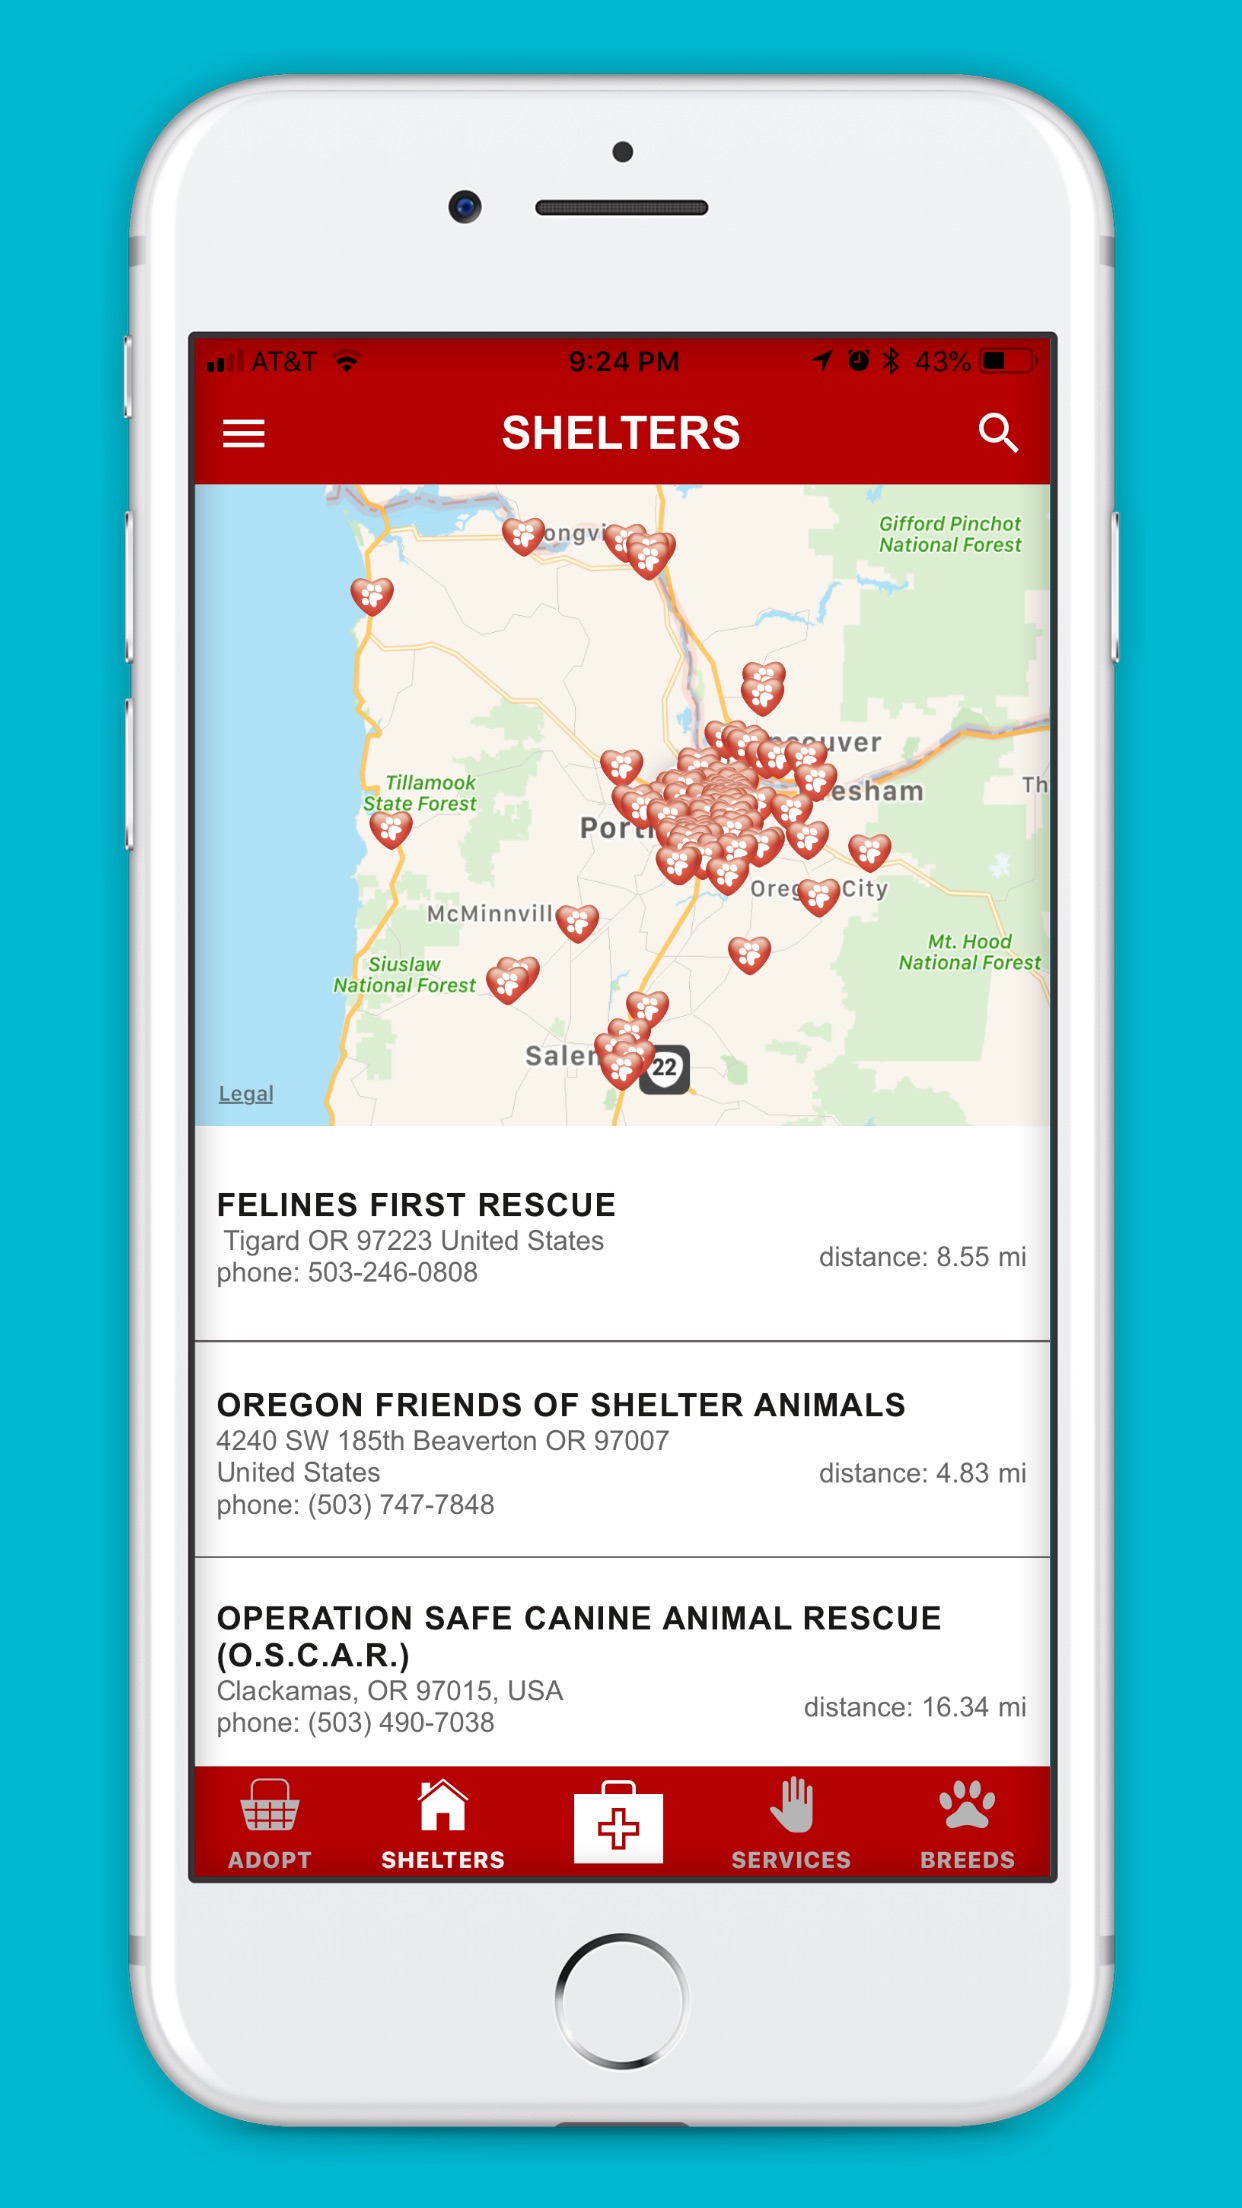 AT&T
9:24 PM
43%
SHELTERS
Gifford Pinchot
National Forest
Tillamook
State Forest
esham
Th
McMinnvill
Oreg City
Mt. Hood
National Forest
Siuslaw
National Forest
Salem
22
Legal
FELINES FIRST RESCUE
Tigard OR 97223 United States
phone: 503-246-0808
distance: 8.55 mi
OREGON FRIENDS OF SHELTER ANIMALS
4240 SW 185th Beaverton OR 97007
United States
phone: (503) 747-7848
distance: 4.83 mi
OPERATION SAFE CANINE ANIMAL RESCUE
(O.S.C.A.R.)
Clackamas, OR 97015, USA
phone: (503) 490-7038
distance: 16.34 mi
ADOPT
SHELTERS
SERVICES
BREEDS